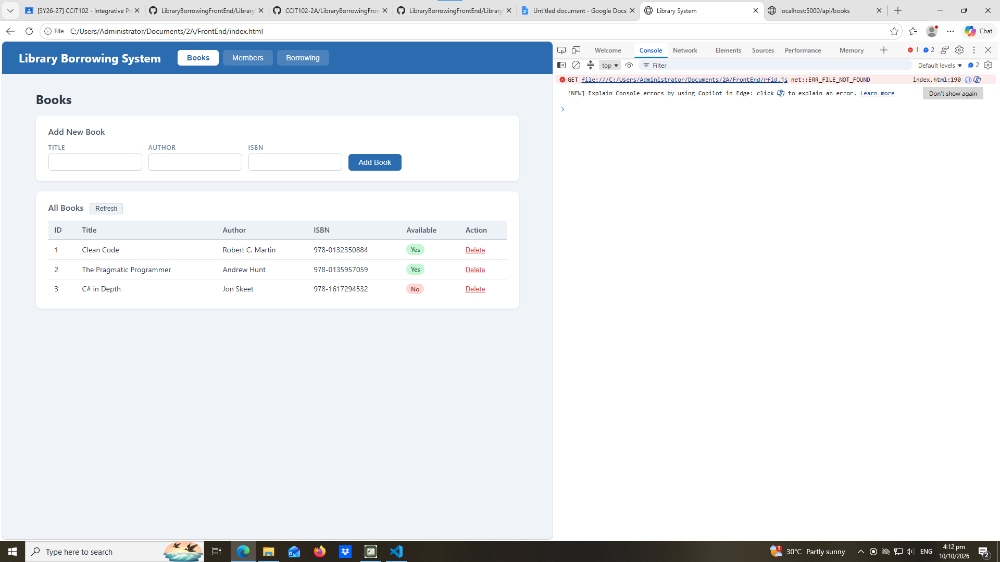 [SY26-27] CCIT102 - Integrative Pr
LibraryBorrowingFrontEnd/Library
CCIT102-2A/LibraryBorrowingFron
LibraryBorrowingFrontEnd/Library
Untitled document - Google Docs
Library System
localhost:5000/api/books
File
C:/Users/Administrator/Documents/2A/FrontEnd/index.html
Chat
Library Borrowing System
Books
Members
Borrowing
Books
Add New Book
TITLE
AUTHOR
ISBN
Add Book
All Books
Refresh
ID Title Author ISBN Available Action
1 Clean Code Robert C. Martin 978-0132350884 Yes Delete
2 The Pragmatic Programmer Andrew Hunt 978-0135957059 Yes Delete
3 C# in Depth Jon Skeet 978-1617294532 No Delete
Welcome
Console
Network
Elements
Sources
Performance
Memory
1
2
top
Filter
Default levels
2
GET file:///C:/Users/Administrator/Documents/2A/FrontEnd/rfid.js net::ERR_FILE_NOT_FOUND index.html:190
[NEW] Explain Console errors by using Copilot in Edge: click to explain an error. Learn more
Don't show again
Type here to search
5
30°C Partly sunny
ENG
4:12 pm
10/10/2026
2